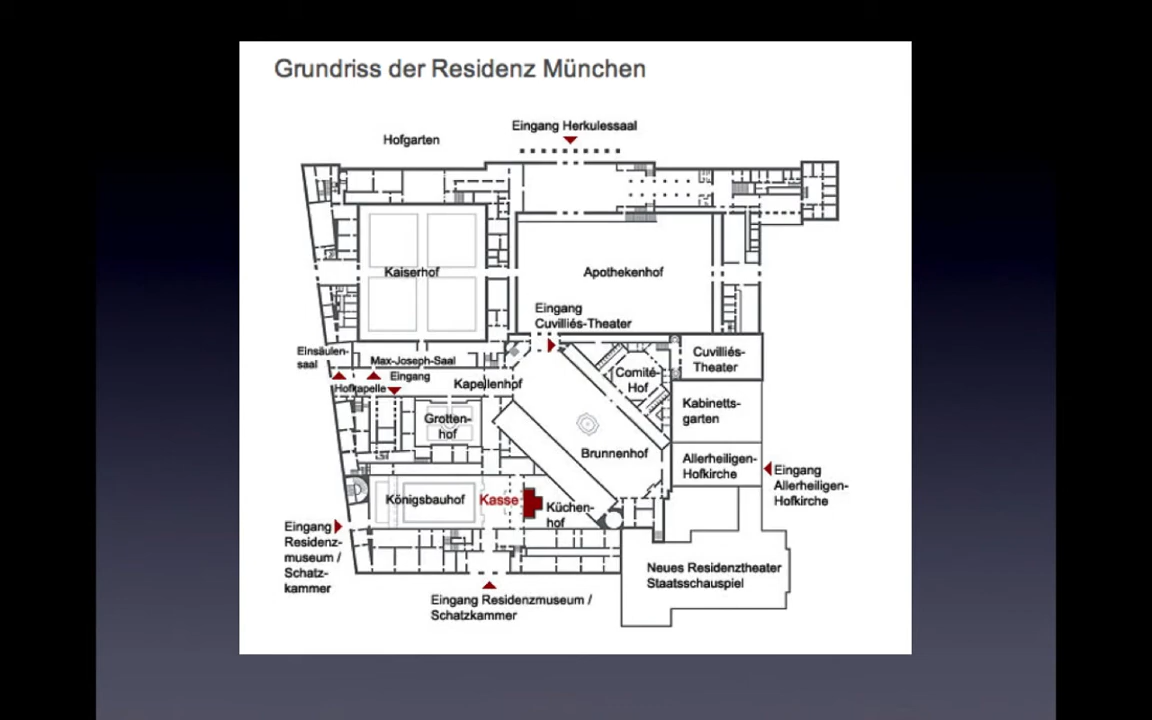 Grundriss der Residenz München
Eingang Herkulessaal
Hofgarten
Kaiserhof
Apothekenhof
Eingang
Cuvilliés-Theater
Einsäulen-
saal
Max-Joseph-Saal
Cuvilliés-
Theater
Eingang
Hofkapelle
Kapellenhof
Comité-
Hof
Kabinetts-
garten
Grotten-
hof
Brunnenhof
Allerheiligen-
Hofkirche
Eingang
Allerheiligen-
Hofkirche
Königsbauhof
Kasse
Küchen-
hof
Eingang
Residenz-
museum /
Schatz-
kammer
Neues Residenztheater
Staatsschauspiel
Eingang Residenzmuseum /
Schatzkammer